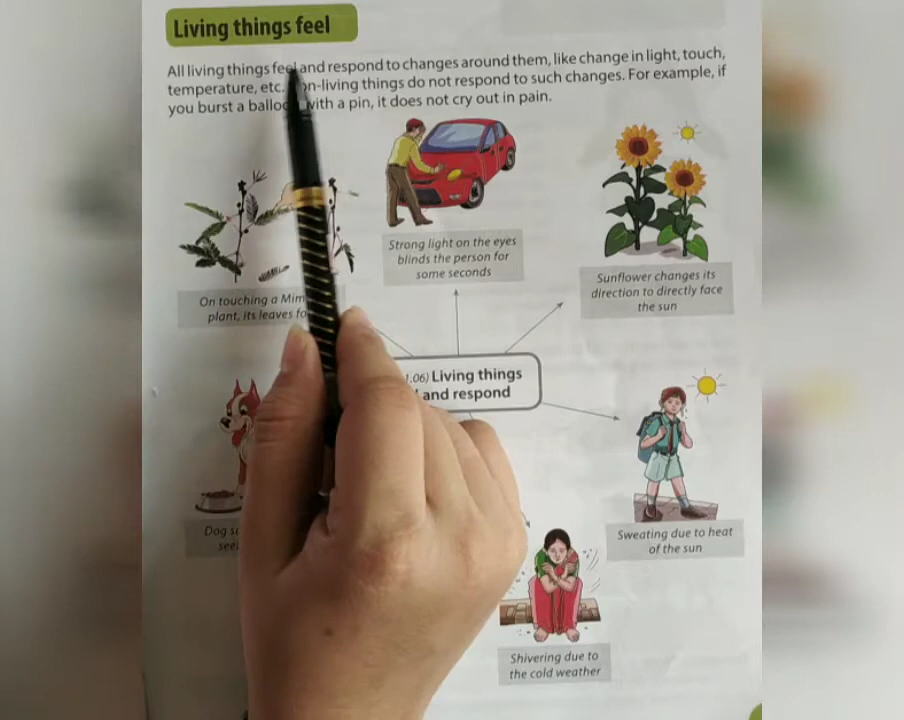 Living things feel
All living things feel and respond to changes around them, like change in light, touch,
temperature, etc. on-living things do not respond to such changes. For example, if
you burst a balloo with a pin, it does not cry out in pain.
Strong light on the eyes
blinds the person for
some seconds
Sunflower changes its
direction to directly face
the sun
On touching a Mim
plant, its leaves fo
1.06) Living things
and respond
Dog s
see
Sweating due to heat
of the sun
Shivering due to
the cold weather